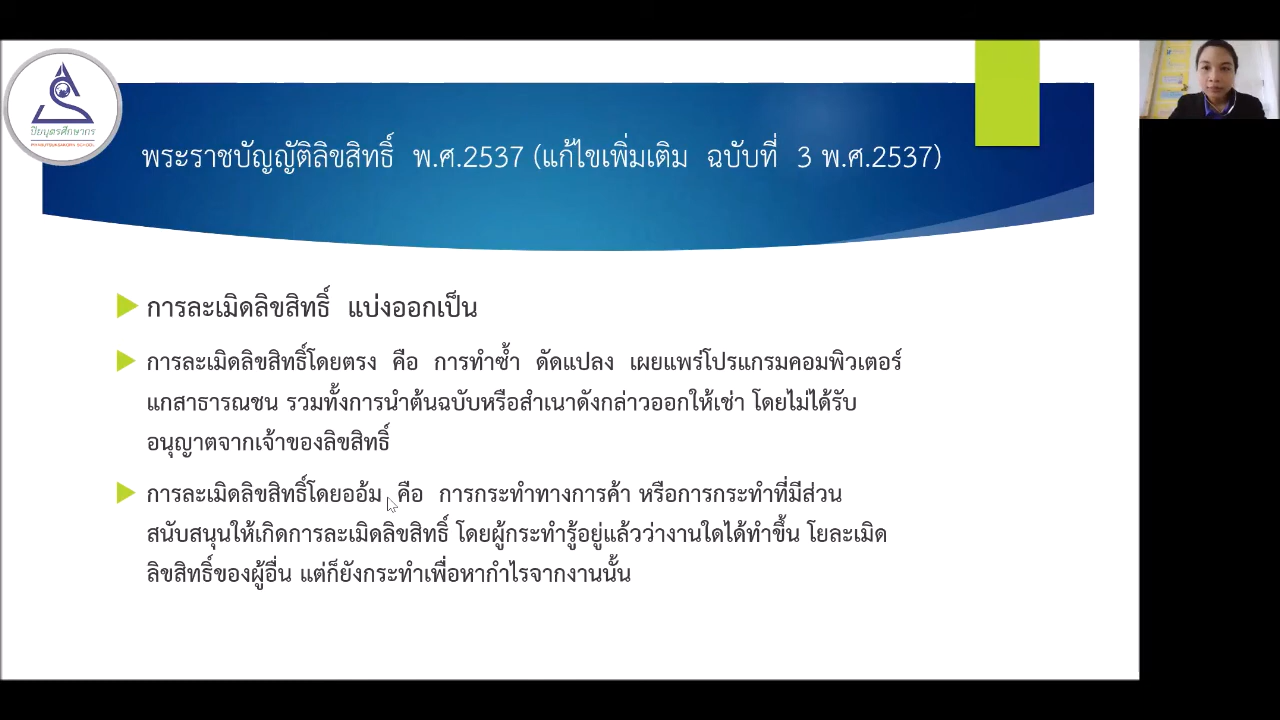 ปิยบุตรศึกษากร
PIYABUTSUKSAKORN SCHOOL
พระราชบัญญัติลิขสิทธิ์ พ.ศ.2537 (แก้ไขเพิ่มเติม ฉบับที่ 3 พ.ศ.2537)
การละเมิดลิขสิทธิ์ แบ่งออกเป็น
การละเมิดลิขสิทธิ์โดยตรง คือ การทำซ้ำ ดัดแปลง เผยแพร่โปรแกรมคอมพิวเตอร์
แกสาธารณชน รวมทั้งการนำต้นฉบับหรือสำเนาดังกล่าวออกให้เช่า โดยไม่ได้รับ
อนุญาตจากเจ้าของลิขสิทธิ์
การละเมิดลิขสิทธิ์โดยออ้ม คือ การกระทำทางการค้า หรือการกระทำที่มีส่วน
สนับสนุนให้เกิดการละเมิดลิขสิทธิ์ โดยผู้กระทำรู้อยู่แล้วว่างานใดได้ทำขึ้น โยละเมิด
ลิขสิทธิ์ของผู้อื่น แต่ก็ยังกระทำเพื่อหากำไรจากงานนั้น